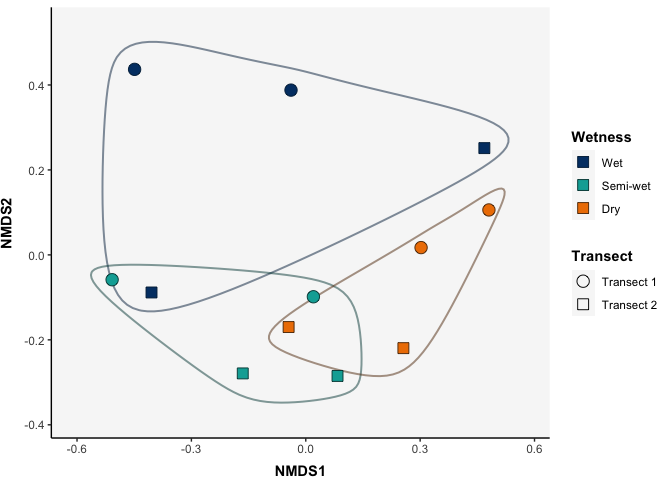 0.4
0.2
0.0
-0.2
-0.4
NMDS2
-0.6
-0.3
0.0
0.3
0.6
NMDS1
Wetness
Wet
Semi-wet
Dry
Transect
Transect 1
Transect 2